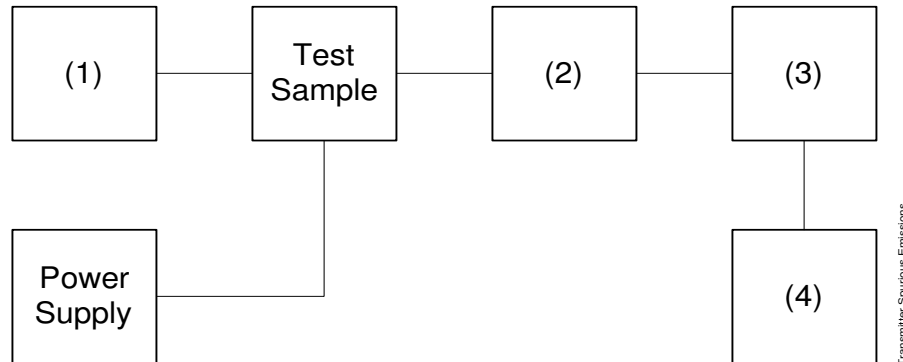 (1)
Test
Sample
(2)
(3)
Power
Supply
(4)
Transmitter Spurious Emissions